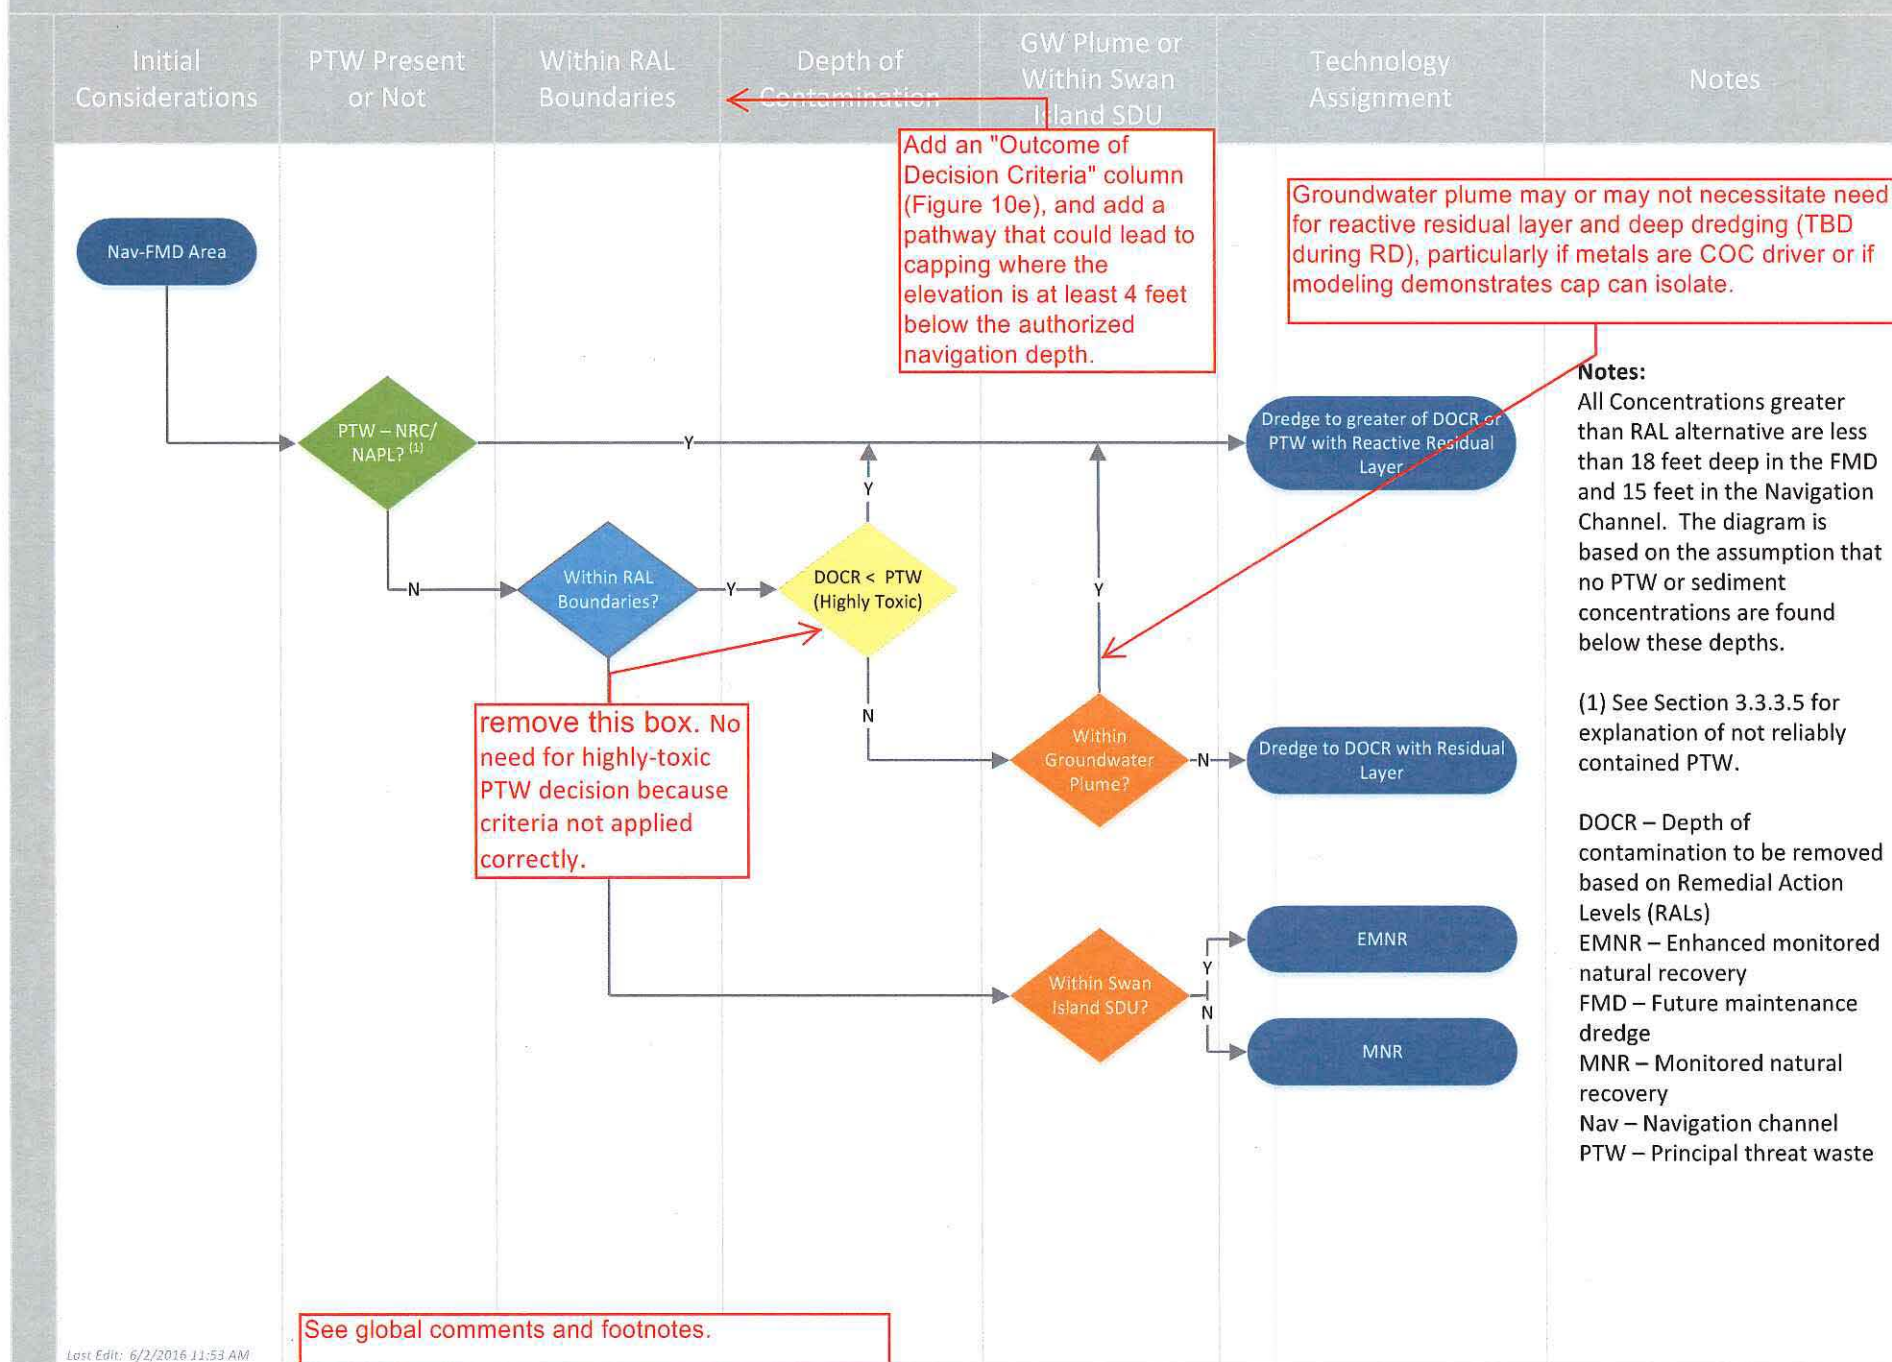 Initial
Considerations
PTW Present
or Not
Within RAL
Boundaries
Depth of
Contamination
GW Plume or
Within Swan
Island SDU
Technology
Assignment
Notes
Add an "Outcome of
Decision Criteria" column
(Figure 10e), and add a
pathway that could lead to
capping where the
elevation is at least 4 feet
below the authorized
navigation depth.
Groundwater plume may or may not necessitate need
for reactive residual layer and deep dredging (TBD
during RD), particularly if metals are COC driver or if
modeling demonstrates cap can isolate.
Nav-FMD Area
PTW – NRC/
NAPL? (1)
Y
Dredge to greater of DOCR or
PTW with Reactive Residual
Layer
N
Within RAL
Boundaries?
Y
DOCR < PTW
(Highly Toxic)
Y
Y
N
remove this box. No
need for highly-toxic
PTW decision because
criteria not applied
correctly.
Within
Groundwater
Plume?
N
Dredge to DOCR with Residual
Layer
Within Swan
Island SDU?
Y
N
EMNR
MNR
Notes:
All Concentrations greater
than RAL alternative are less
than 18 feet deep in the FMD
and 15 feet in the Navigation
Channel. The diagram is
based on the assumption that
no PTW or sediment
concentrations are found
below these depths.
(1) See Section 3.3.3.5 for
explanation of not reliably
contained PTW.
DOCR – Depth of
contamination to be removed
based on Remedial Action
Levels (RALs)
EMNR – Enhanced monitored
natural recovery
FMD – Future maintenance
dredge
MNR – Monitored natural
recovery
Nav – Navigation channel
PTW – Principal threat waste
See global comments and footnotes.
Last Edit: 6/2/2016 11:53 AM